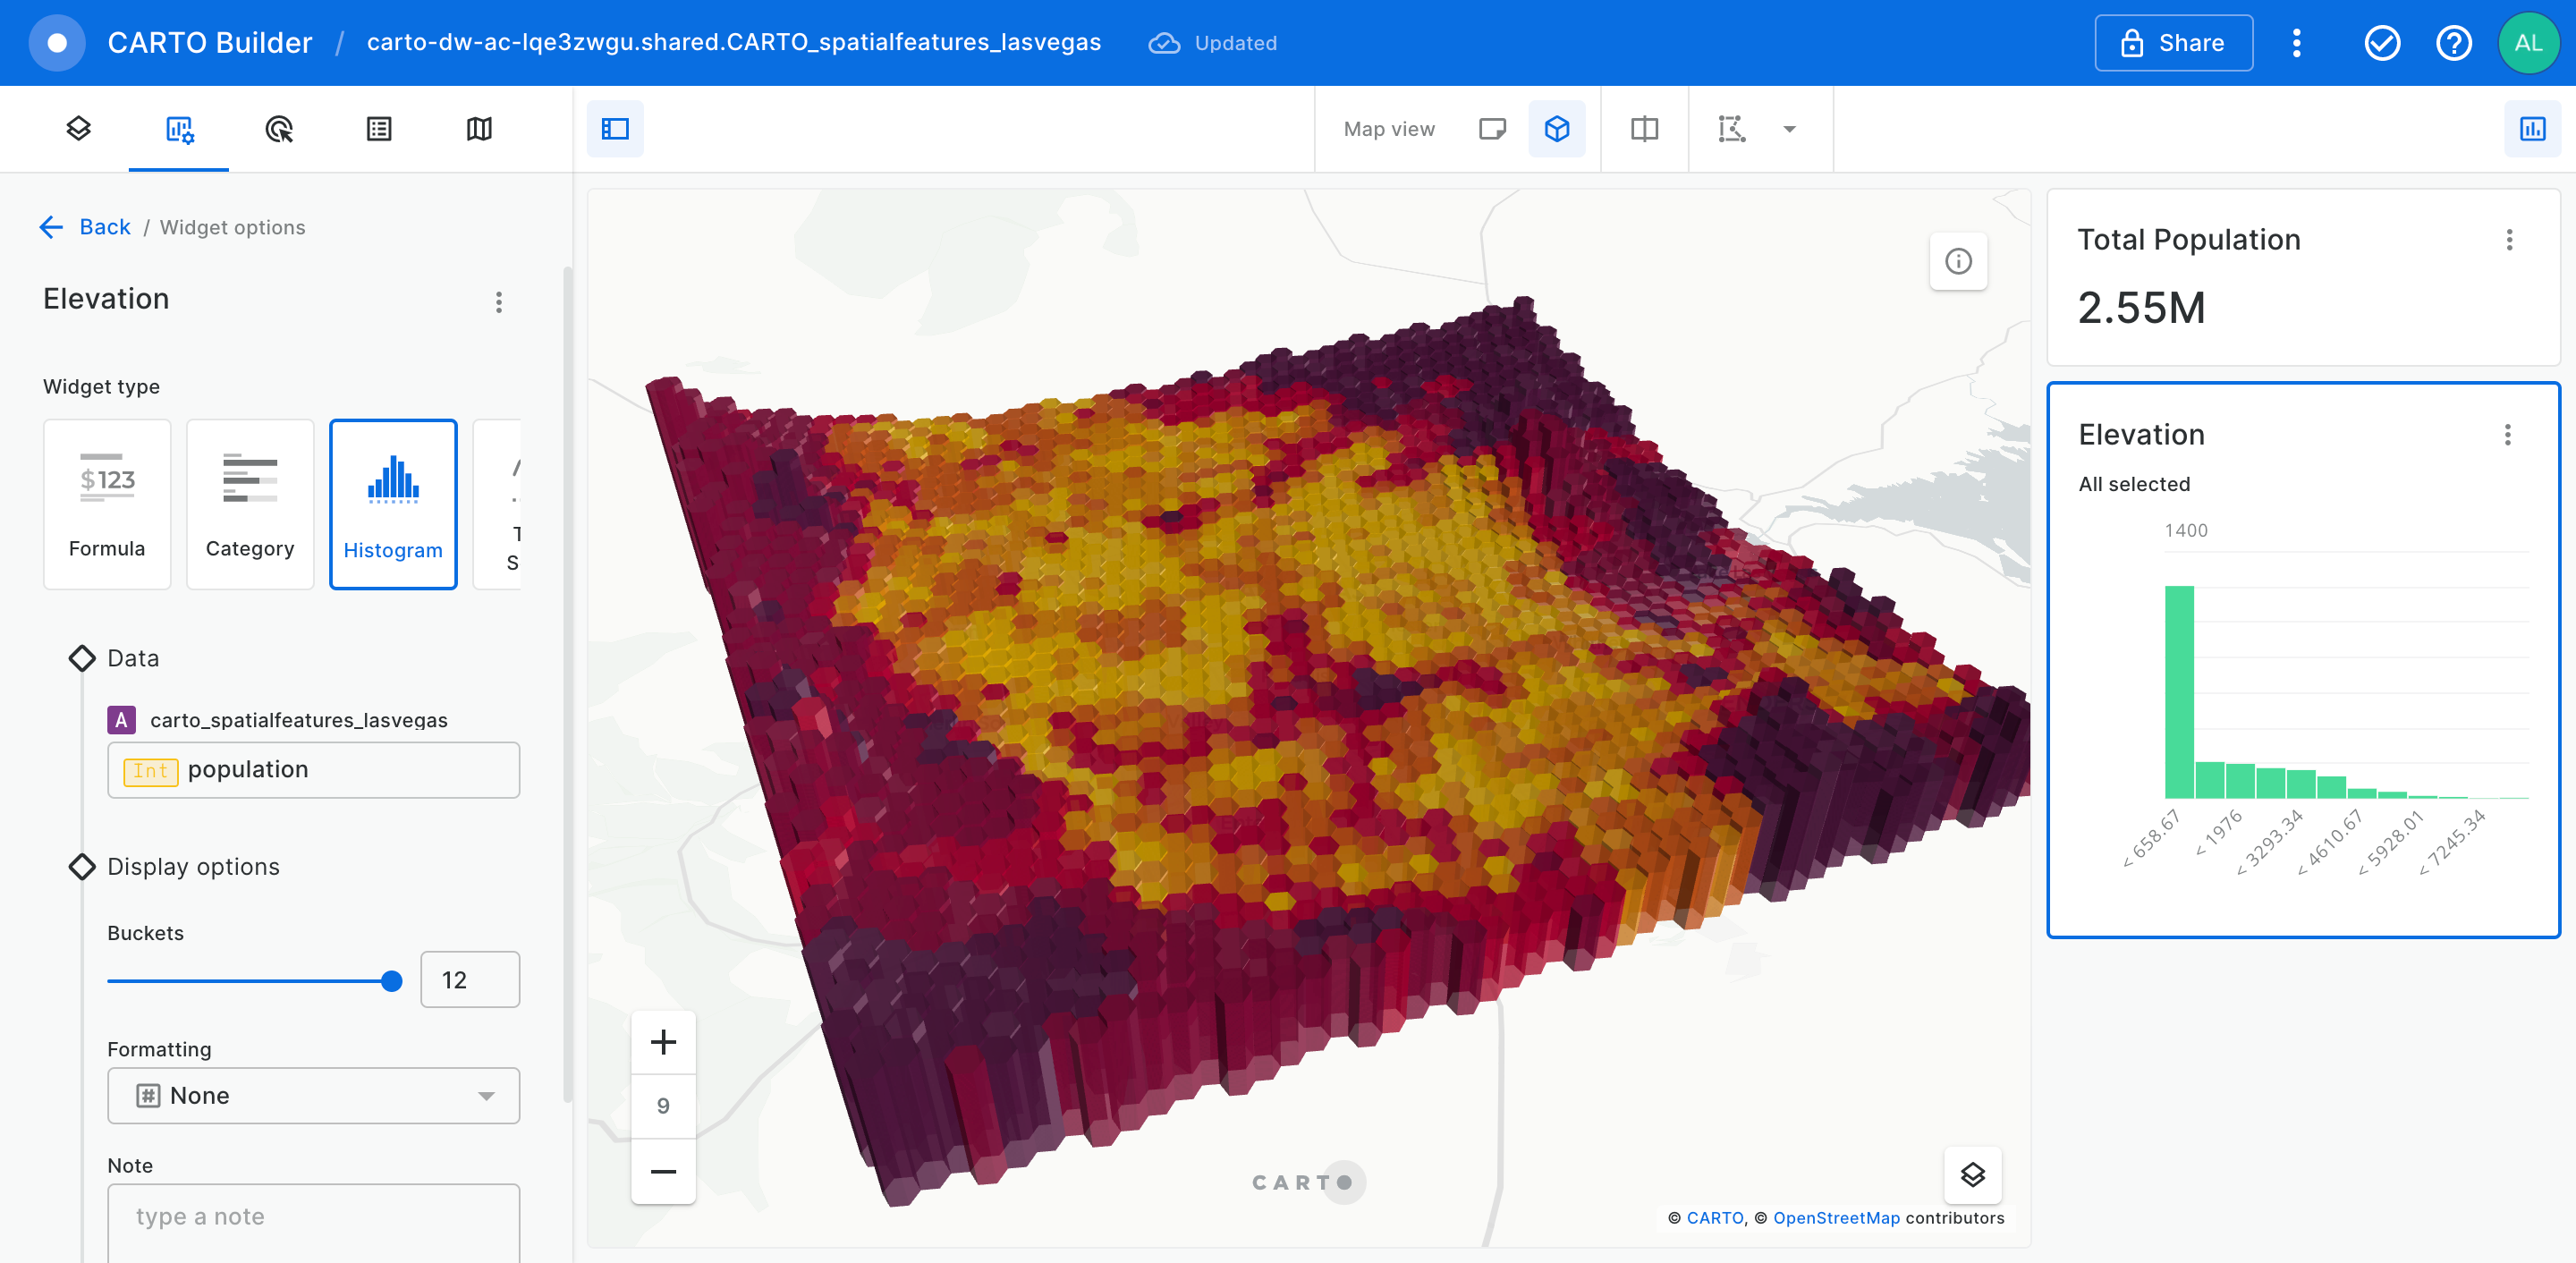 CARTO Builder / carto-dw-ac-lqe3zwgu.shared.CARTO_spatialfeatures_lasvegas Updated Share AL
Map view
Back / Widget options
Elevation
Widget type
$123
Formula
Category
Histogram
T
S
Data
A carto_spatialfeatures_lasvegas
Int population
Display options
Buckets
12
Formatting
# None
Note
type a note
9
CARTO
© CARTO, © OpenStreetMap contributors
Total Population
2.55M
Elevation
All selected
1400
< 658.67
< 1976
< 3293.34
< 4610.67
< 5928.01
< 7245.34